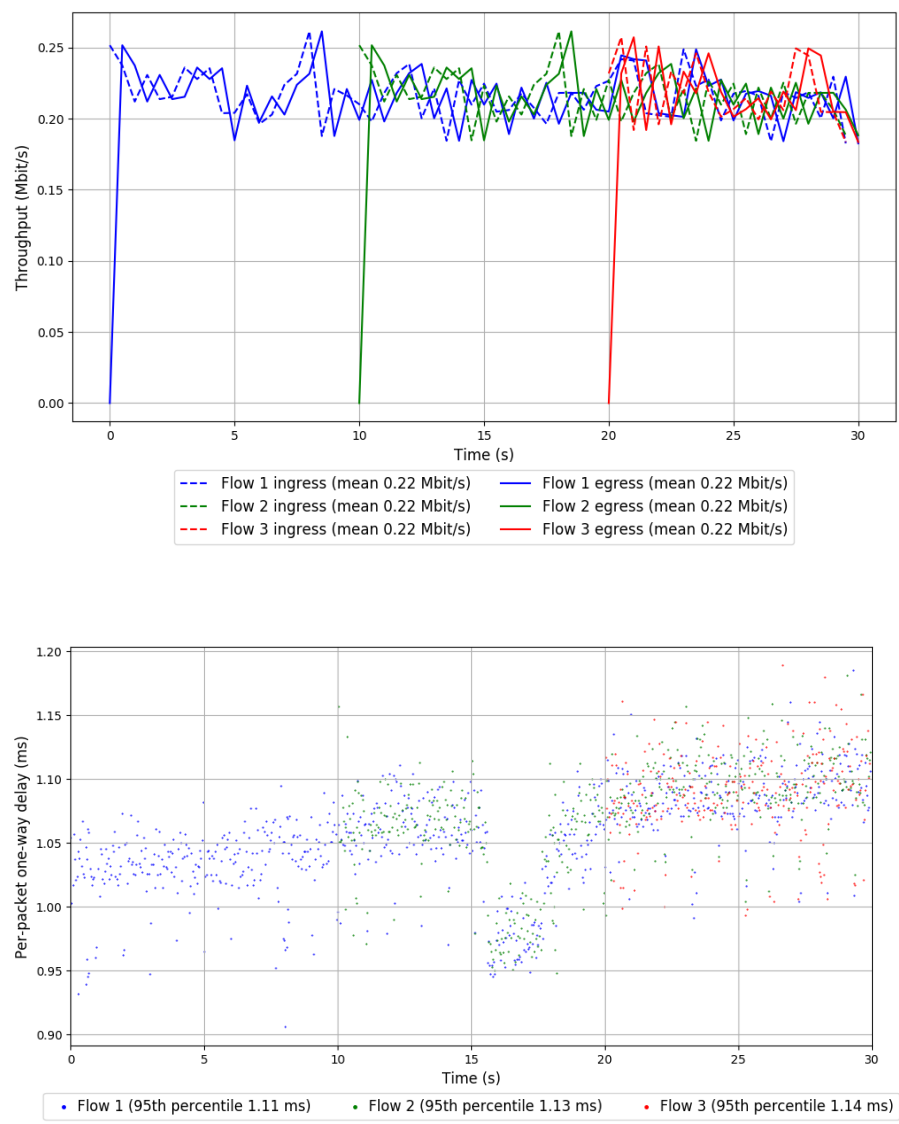 0.25
0.20
0.15
0.10
0.05
0.00
Throughput (Mbit/s)
0 5 10 15 20 25 30
Time (s)
Flow 1 ingress (mean 0.22 Mbit/s) Flow 1 egress (mean 0.22 Mbit/s)
Flow 2 ingress (mean 0.22 Mbit/s) Flow 2 egress (mean 0.22 Mbit/s)
Flow 3 ingress (mean 0.22 Mbit/s) Flow 3 egress (mean 0.22 Mbit/s)
1.20
1.15
1.10
1.05
1.00
0.95
0.90
Per-packet one-way delay (ms)
0 5 10 15 20 25 30
Time (s)
Flow 1 (95th percentile 1.11 ms) Flow 2 (95th percentile 1.13 ms) Flow 3 (95th percentile 1.14 ms)